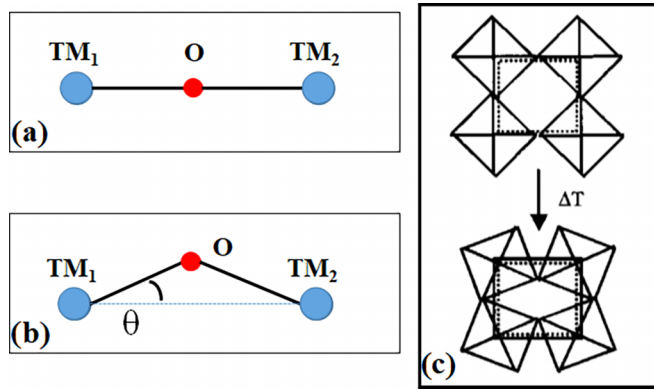 TM₁ O TM₂
(a)
O
TM₁ TM₂
θ
(b)
ΔT
(c)